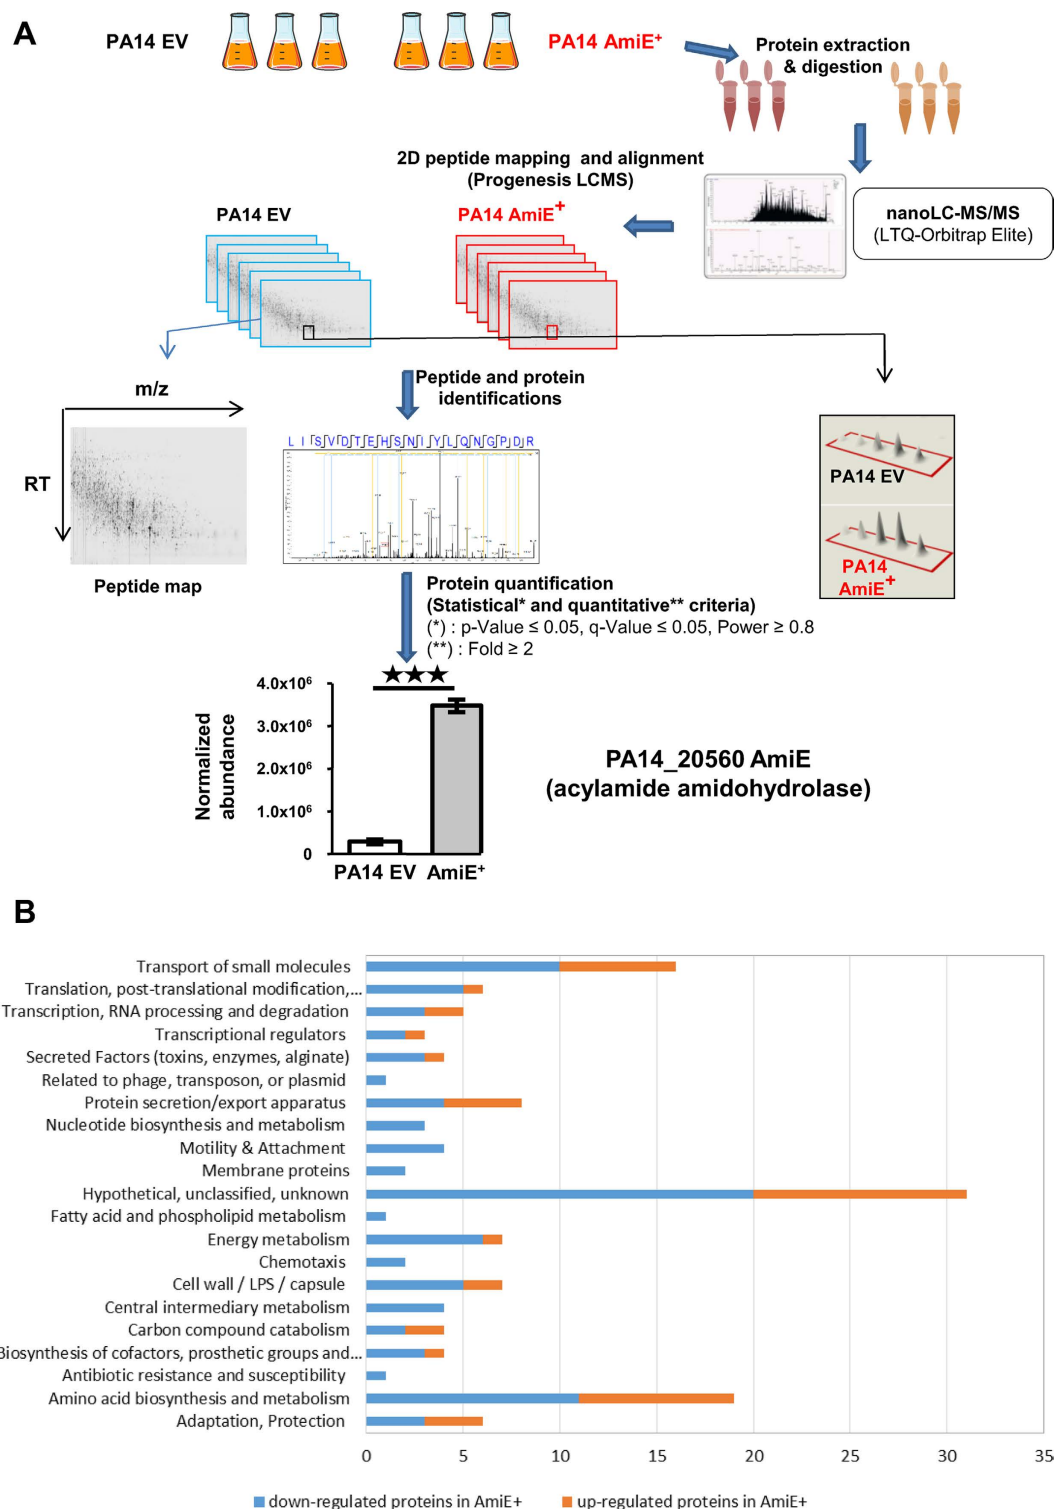 A
PA14 EV
PA14 AmiE+
Protein extraction
& digestion
2D peptide mapping and alignment
(Progenesis LCMS)
nanoLC-MS/MS
(LTQ-Orbitrap Elite)
PA14 EV
PA14 AmiE+
m/z
RT
Peptide map
Peptide and protein
identifications
L I S V D T E H S N I Y L Q N G P D R
PA14 EV
PA14
AmiE+
Protein quantification
(Statistical* and quantitative** criteria)
(*) : p-Value ≤ 0.05, q-Value ≤ 0.05, Power ≥ 0.8
(**) : Fold ≥ 2
★★★
Normalized
abundance
4.0x10⁶
3.0x10⁶
2.0x10⁶
1.0x10⁶
0
PA14 EV AmiE+
PA14_20560 AmiE
(acylamide amidohydrolase)
B
Transport of small molecules
Translation, post-translational modification,...
Transcription, RNA processing and degradation
Transcriptional regulators
Secreted Factors (toxins, enzymes, alginate)
Related to phage, transposon, or plasmid
Protein secretion/export apparatus
Nucleotide biosynthesis and metabolism
Motility & Attachment
Membrane proteins
Hypothetical, unclassified, unknown
Fatty acid and phospholipid metabolism
Energy metabolism
Chemotaxis
Cell wall / LPS / capsule
Central intermediary metabolism
Carbon compound catabolism
Biosynthesis of cofactors, prosthetic groups and...
Antibiotic resistance and susceptibility
Amino acid biosynthesis and metabolism
Adaptation, Protection
0 5 10 15 20 25 30 35
down-regulated proteins in AmiE+ up-regulated proteins in AmiE+